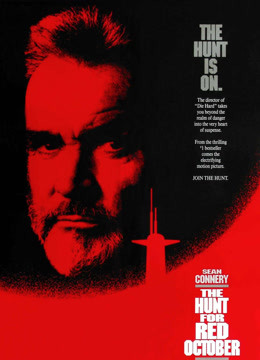 THE
HUNT
IS
ON.
The director of
"Die Hard" takes
you beyond the
realm of danger
into the very heart
of suspense.
From the thrilling
#1 bestseller
comes the
electrifying
motion picture.
JOIN THE HUNT.
SEAN
CONNERY
THE
HUNT
FOR
RED
OCTOBER